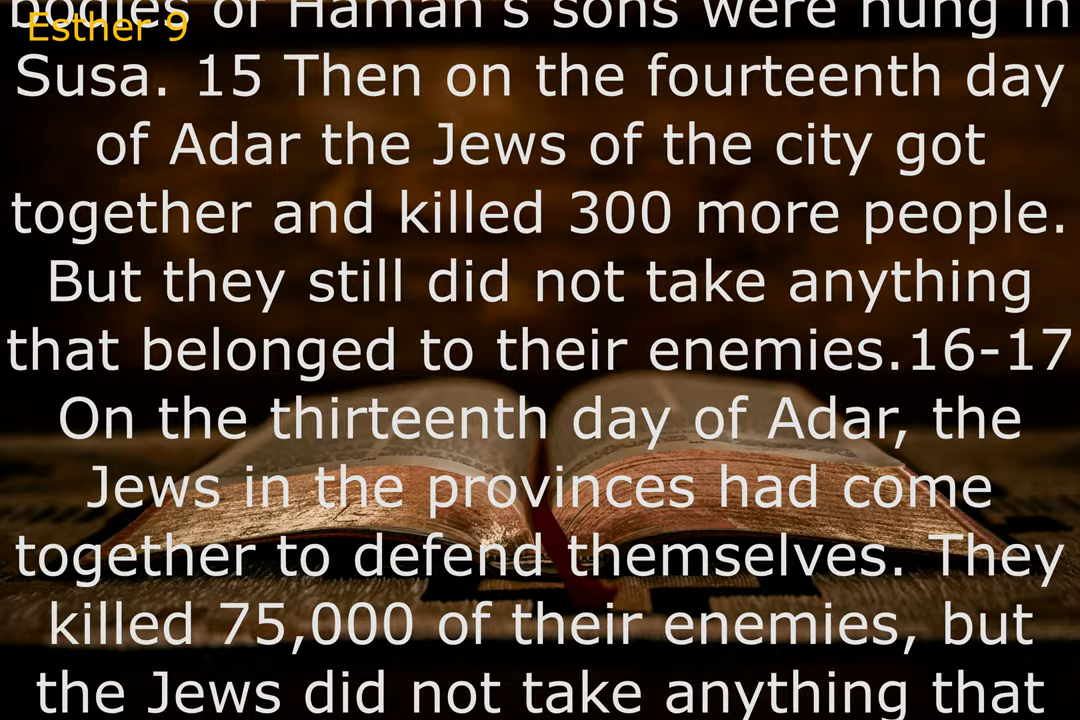 bodies of Haman's sons were hung in
Esther 9
Susa. 15 Then on the fourteenth day
of Adar the Jews of the city got
together and killed 300 more people.
But they still did not take anything
that belonged to their enemies.16-17
On the thirteenth day of Adar, the
Jews in the provinces had come
together to defend themselves. They
killed 75,000 of their enemies, but
the Jews did not take anything that